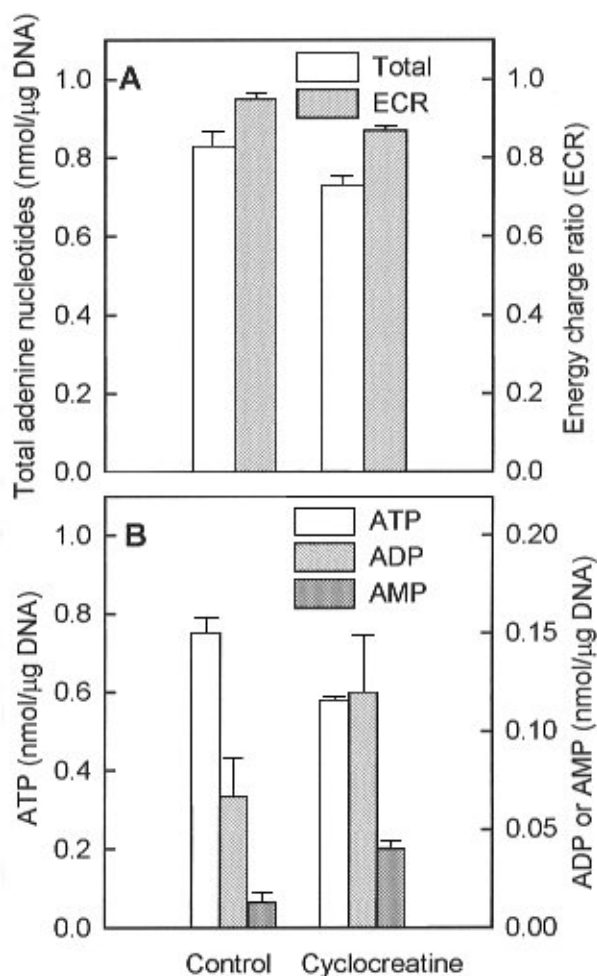 A
Total
ECR
Total adenine nucleotides (nmol/μg DNA)
1.0
0.8
0.6
0.4
0.2
0.0
1.0
0.8
0.6
0.4
0.2
0.0
Energy charge ratio (ECR)
B
ATP
ADP
AMP
ATP (nmol/μg DNA)
1.0
0.8
0.6
0.4
0.2
0.0
0.20
0.15
0.10
0.05
0.00
ADP or AMP (nmol/μg DNA)
Control Cyclocreatine